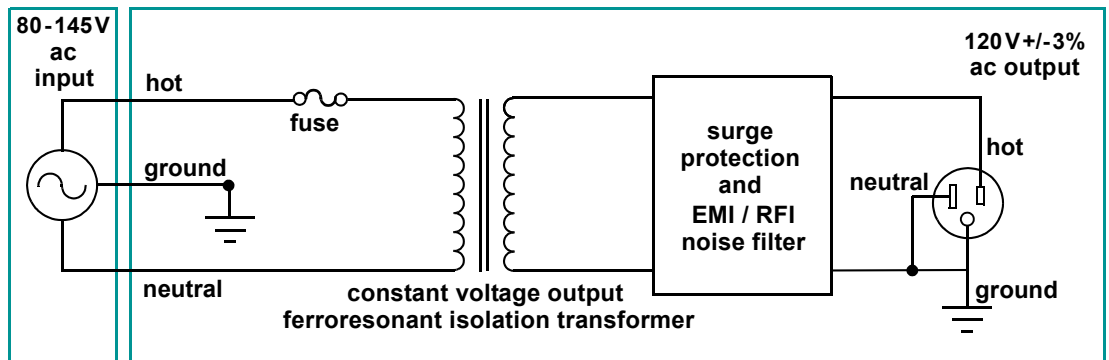 80-145V
ac
input
120V+/-3%
ac output
hot
fuse
ground
neutral
constant voltage output
ferroresonant isolation transformer
surge
protection
and
EMI / RFI
noise filter
hot
neutral
ground